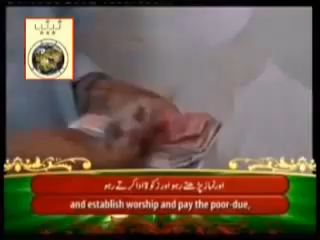 اور نماز پڑھتے رہو اور زکوٰۃ ادا کرتے رہو
and establish worship and pay the poor-due,